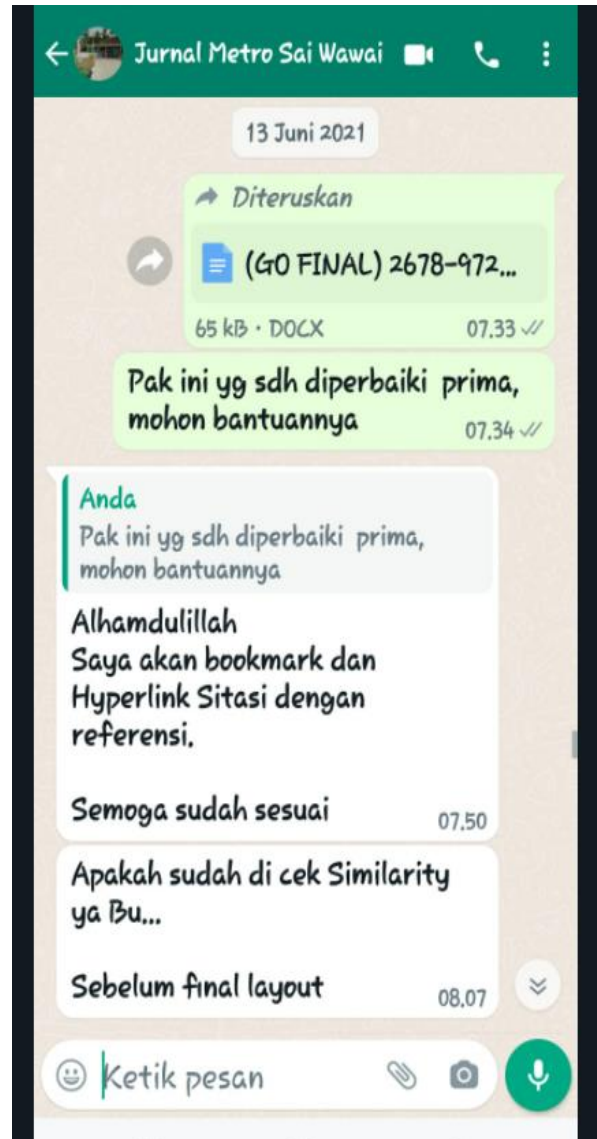 Jurnal Metro Sai Wawai
13 Juni 2021
Diteruskan
(GO FINAL) 2678-972...
65 kB · DOCX 07.33
Pak ini yg sdh diperbaiki prima,
mohon bantuannya 07.34
Anda
Pak ini yg sdh diperbaiki prima,
mohon bantuannya
Alhamdulillah
Saya akan bookmark dan
Hyperlink Sitasi dengan
referensi.
Semoga sudah sesuai 07.50
Apakah sudah di cek Similarity
ya Bu...
Sebelum final layout 08.07
Ketik pesan